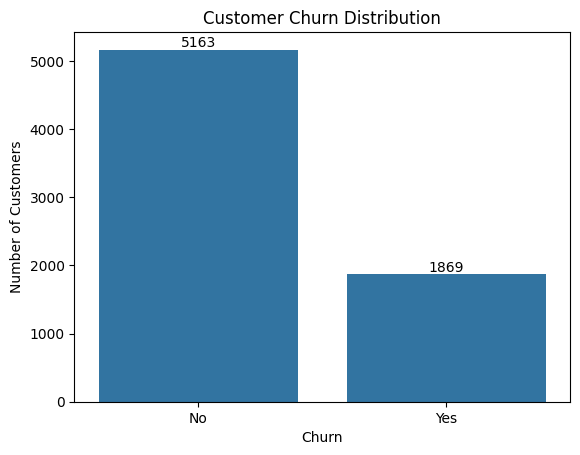 Customer Churn Distribution
5163
1869
5000
4000
3000
2000
1000
0
Number of Customers
No
Yes
Churn